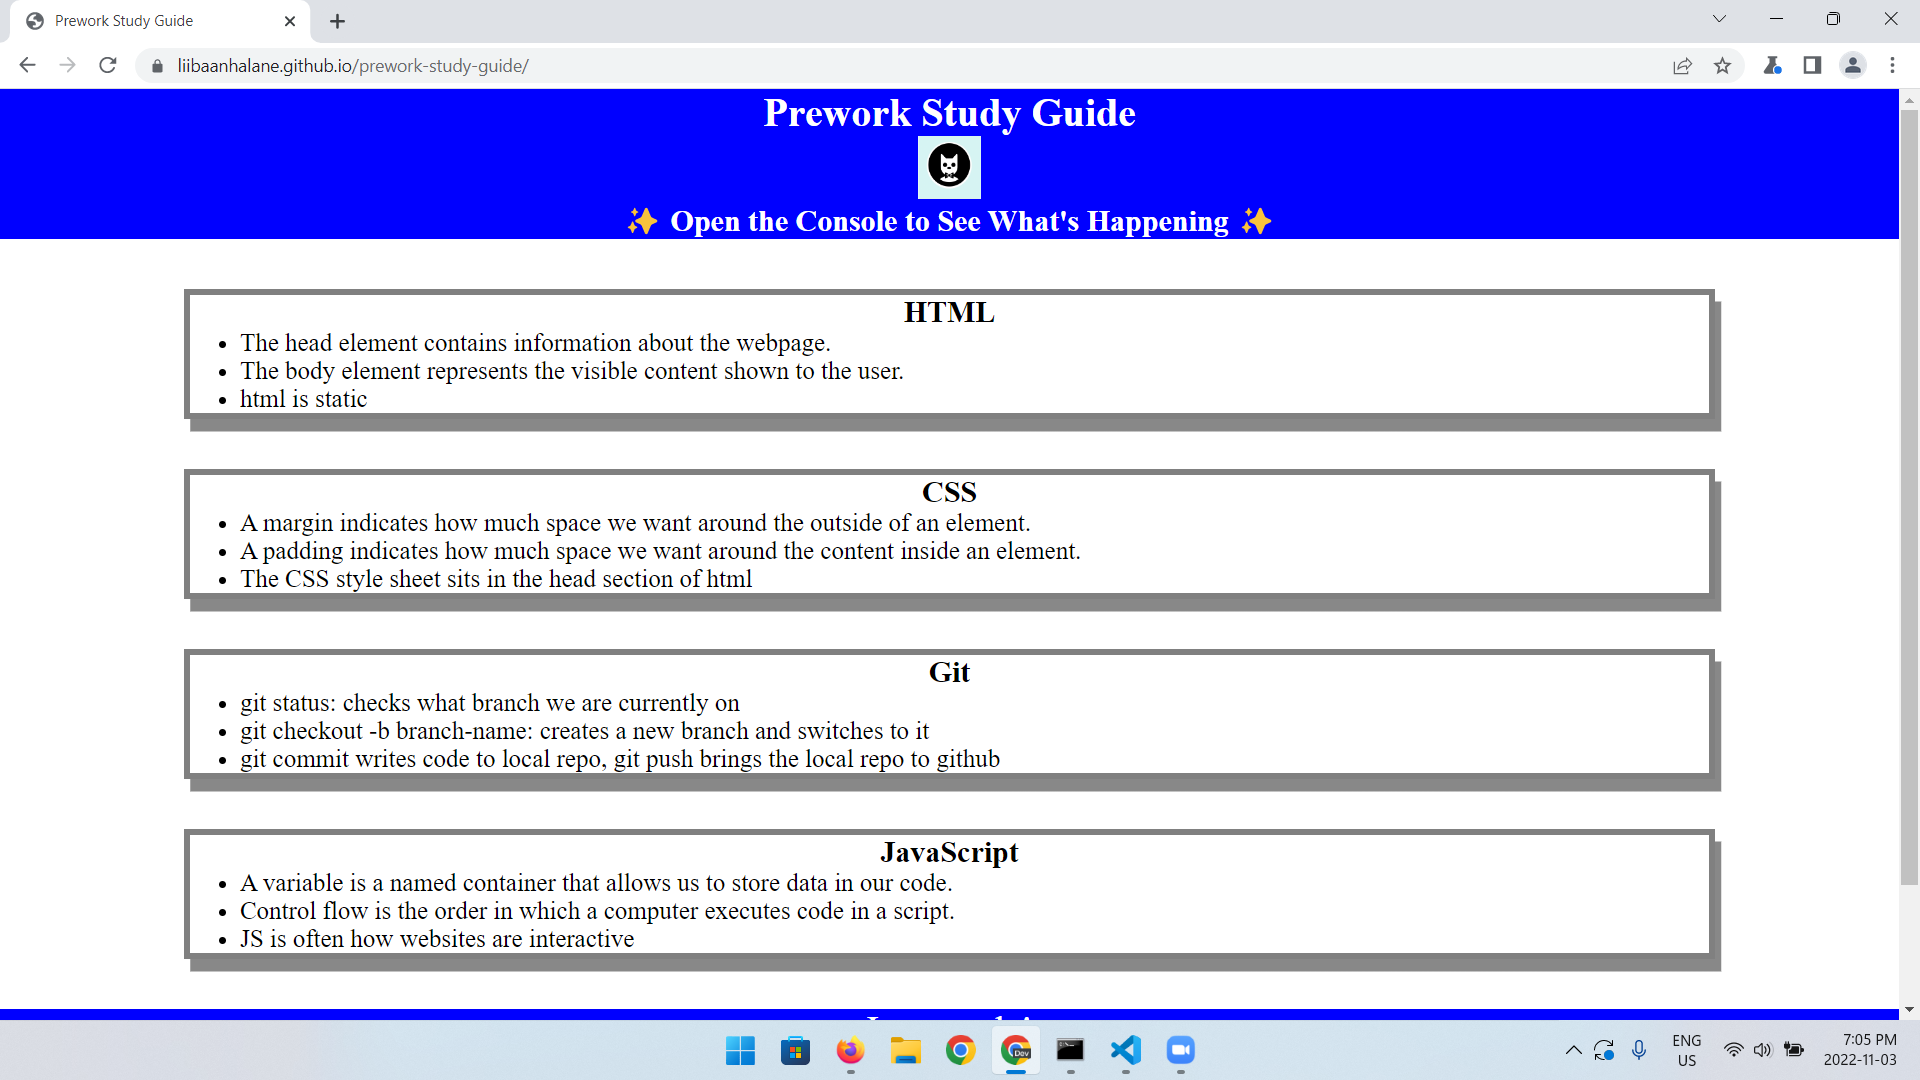 Prework Study Guide
liibaanhalane.github.io/prework-study-guide/
Prework Study Guide
✨ Open the Console to See What's Happening ✨
HTML
• The head element contains information about the webpage.
• The body element represents the visible content shown to the user.
• html is static
CSS
• A margin indicates how much space we want around the outside of an element.
• A padding indicates how much space we want around the content inside an element.
• The CSS style sheet sits in the head section of html
Git
• git status: checks what branch we are currently on
• git checkout -b branch-name: creates a new branch and switches to it
• git commit writes code to local repo, git push brings the local repo to github
JavaScript
• A variable is a named container that allows us to store data in our code.
• Control flow is the order in which a computer executes code in a script.
• JS is often how websites are interactive
Dev
ENG
US
7:05 PM
2022-11-03